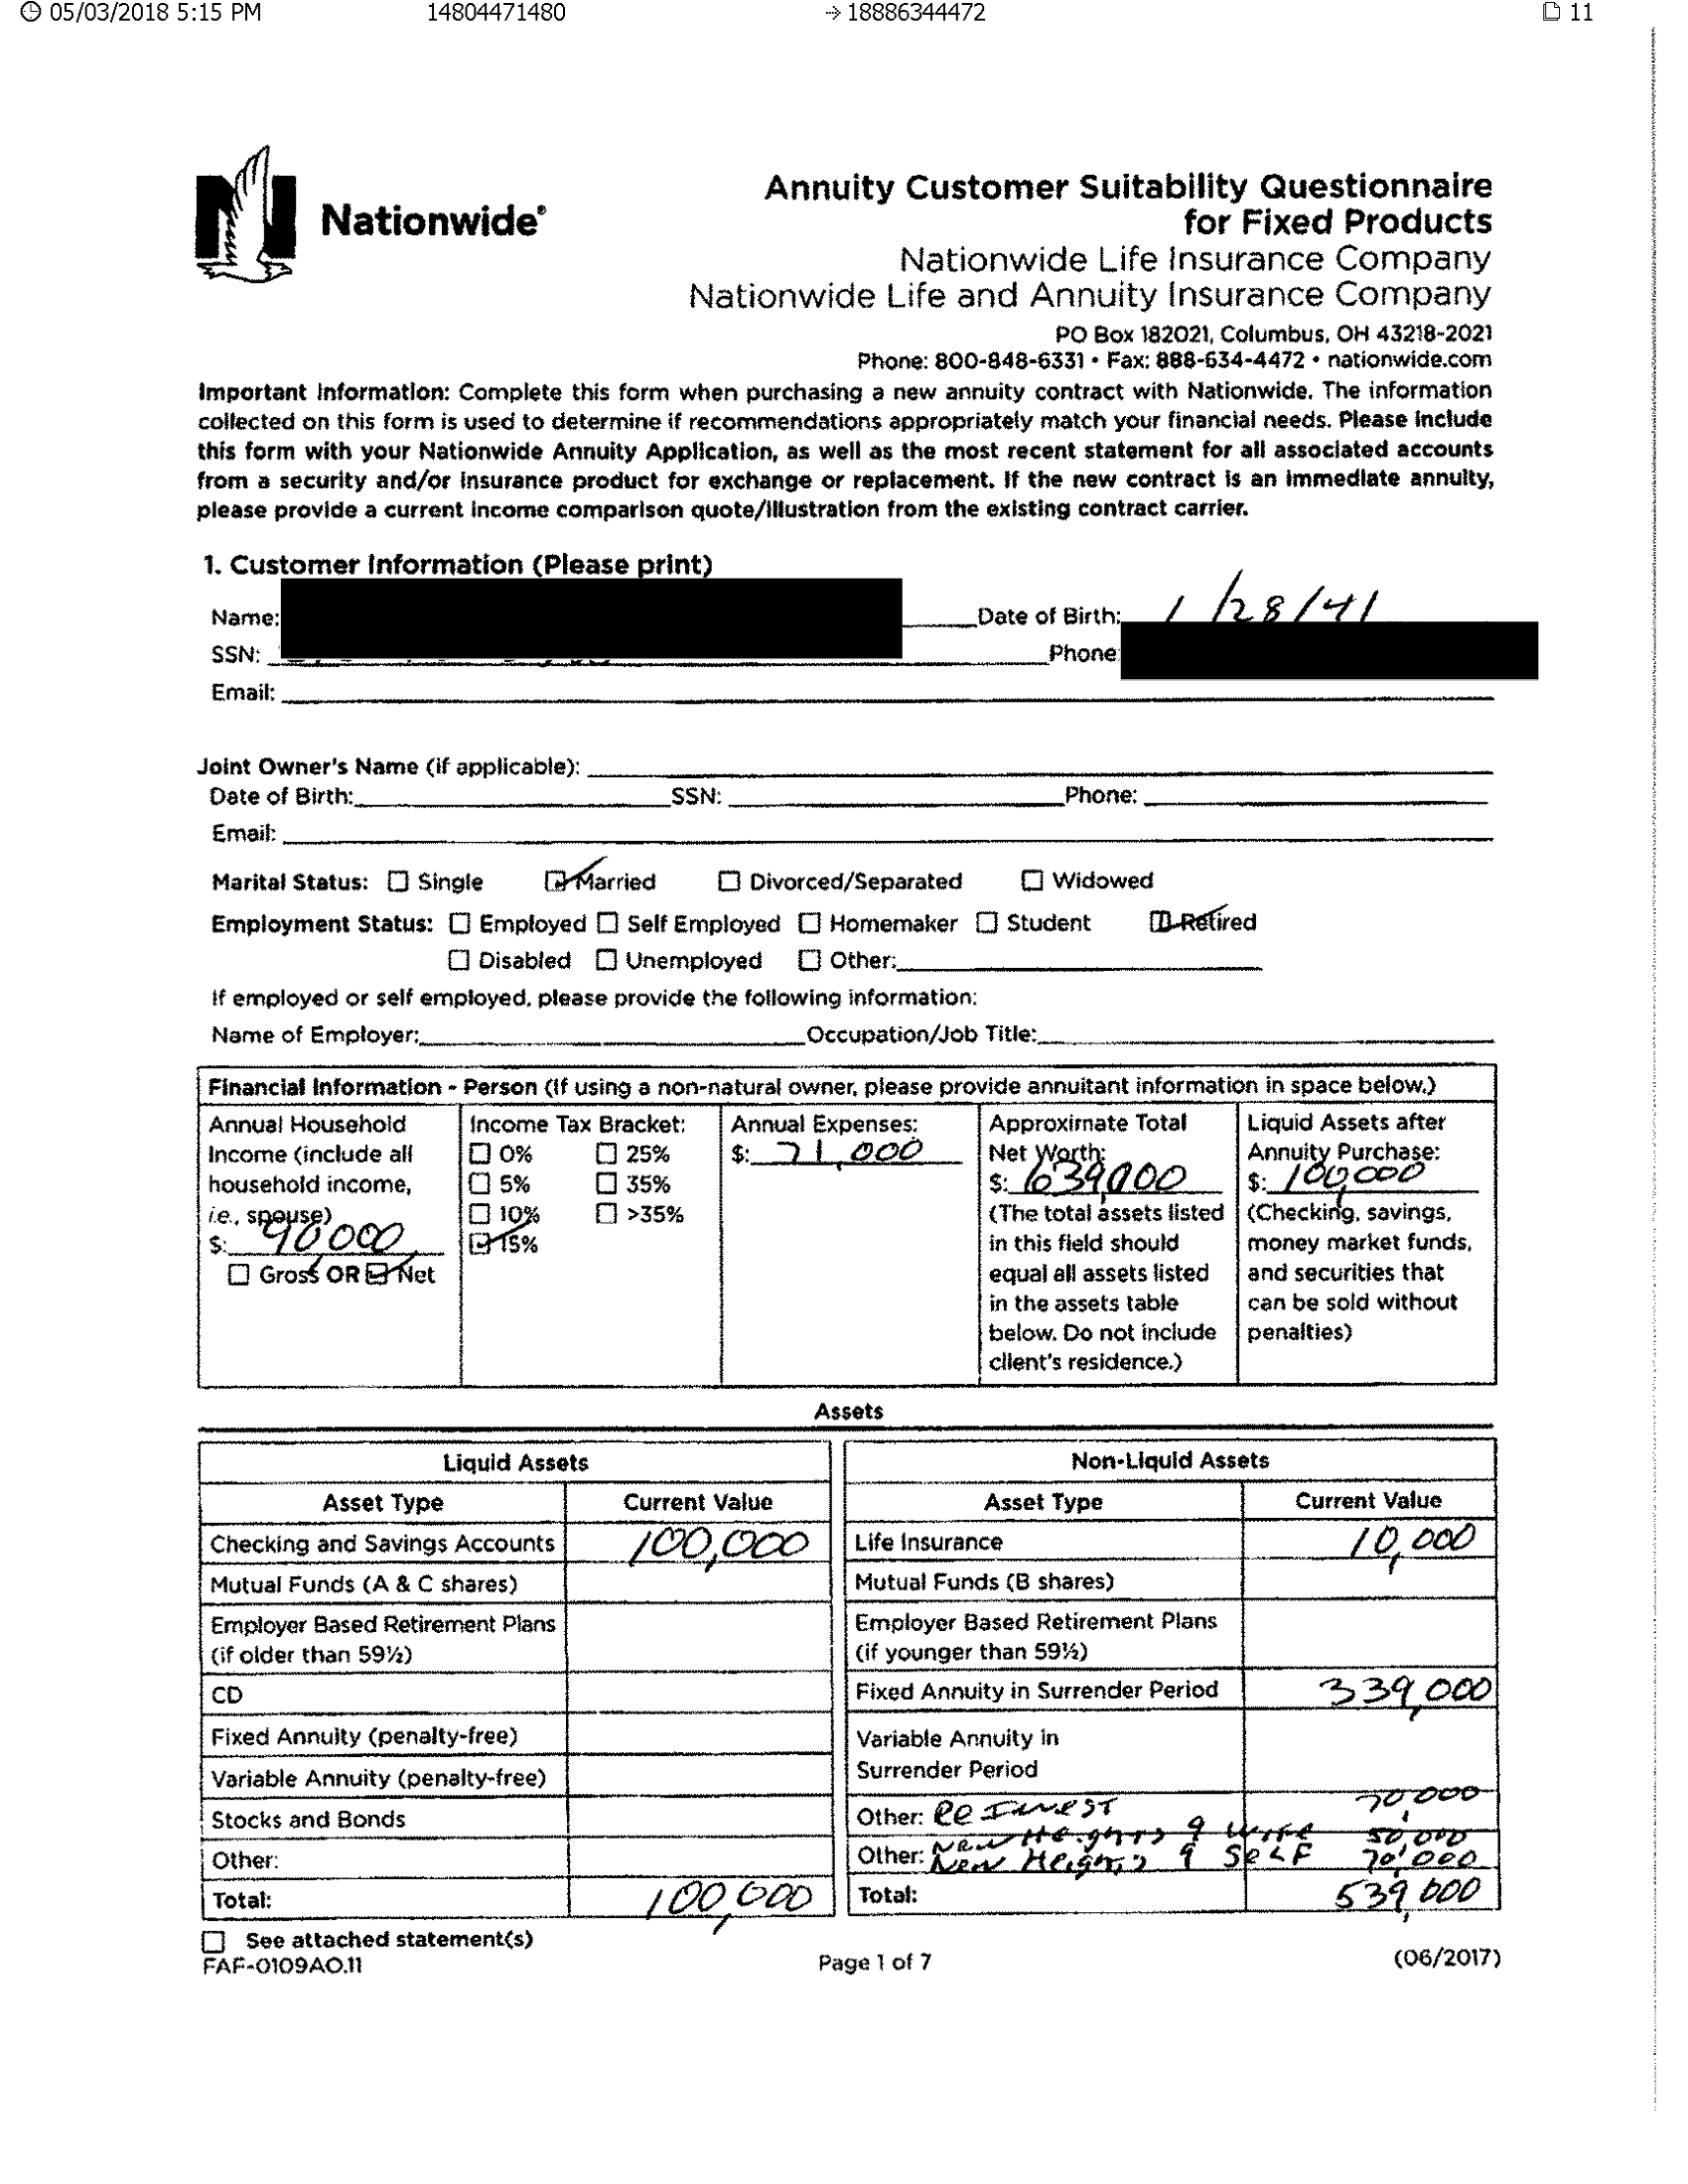 05/03/2018 5:15 PM 14804471480 → 18886344472 11
Nationwide®
Annuity Customer Suitability Questionnaire
for Fixed Products
Nationwide Life Insurance Company
Nationwide Life and Annuity Insurance Company
PO Box 182021, Columbus, OH 43218-2021
Phone: 800-848-6331 • Fax: 888-634-4472 • nationwide.com
Important Information: Complete this form when purchasing a new annuity contract with Nationwide. The information
collected on this form is used to determine if recommendations appropriately match your financial needs. Please include
this form with your Nationwide Annuity Application, as well as the most recent statement for all associated accounts
from a security and/or insurance product for exchange or replacement. If the new contract is an immediate annuity,
please provide a current income comparison quote/illustration from the existing contract carrier.
1. Customer Information (Please print)
Name: Date of Birth: 1/28/41
SSN: Phone
Email:
Joint Owner's Name (if applicable):
Date of Birth: SSN: Phone:
Email:
Marital Status: ☐ Single ☑ Married ☐ Divorced/Separated ☐ Widowed
Employment Status: ☐ Employed ☐ Self Employed ☐ Homemaker ☐ Student ☑ Retired
☐ Disabled ☐ Unemployed ☐ Other:
If employed or self employed, please provide the following information:
Name of Employer: Occupation/Job Title:
Financial Information - Person (If using a non-natural owner, please provide annuitant information in space below.)
Annual Household
Income (include all
household income,
i.e., spouse)
$: 90,000
☐ Gross OR ☑ Net
Income Tax Bracket:
☐ 0% ☐ 25%
☐ 5% ☐ 35%
☐ 10% ☐ >35%
☑ 15%
Annual Expenses:
$: 71,000
Approximate Total
Net Worth:
$: 639,000
(The total assets listed
in this field should
equal all assets listed
in the assets table
below. Do not include
client's residence.)
Liquid Assets after
Annuity Purchase:
$: 100,000
(Checking, savings,
money market funds,
and securities that
can be sold without
penalties)
Assets
Liquid Assets
Asset Type Current Value
Checking and Savings Accounts 100,000
Mutual Funds (A & C shares)
Employer Based Retirement Plans
(if older than 59½)
CD
Fixed Annuity (penalty-free)
Variable Annuity (penalty-free)
Stocks and Bonds
Other:
Total: 100,000
Non-Liquid Assets
Asset Type Current Value
Life Insurance 10,000
Mutual Funds (B shares)
Employer Based Retirement Plans
(if younger than 59½)
Fixed Annuity in Surrender Period 339,000
Variable Annuity in
Surrender Period
Other: Re Invest 70,000
New Heights 9 Wife 50,000
Other: New Heights 9 SELF 70,000
Total: 539,000
☐ See attached statement(s)
FAF-0109AO.11 Page 1 of 7 (06/2017)